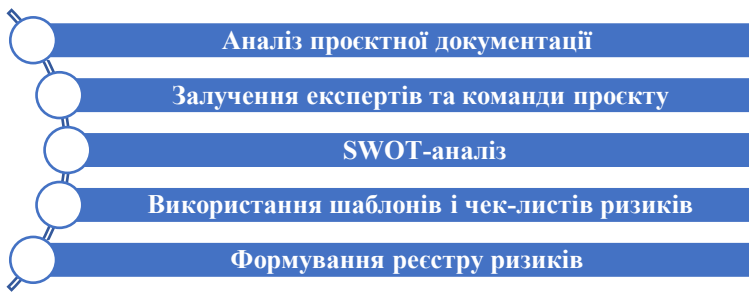 Аналіз проєктної документації
Залучення експертів та команди проєкту
SWOT-аналіз
Використання шаблонів і чек-листів ризиків
Формування реєстру ризиків